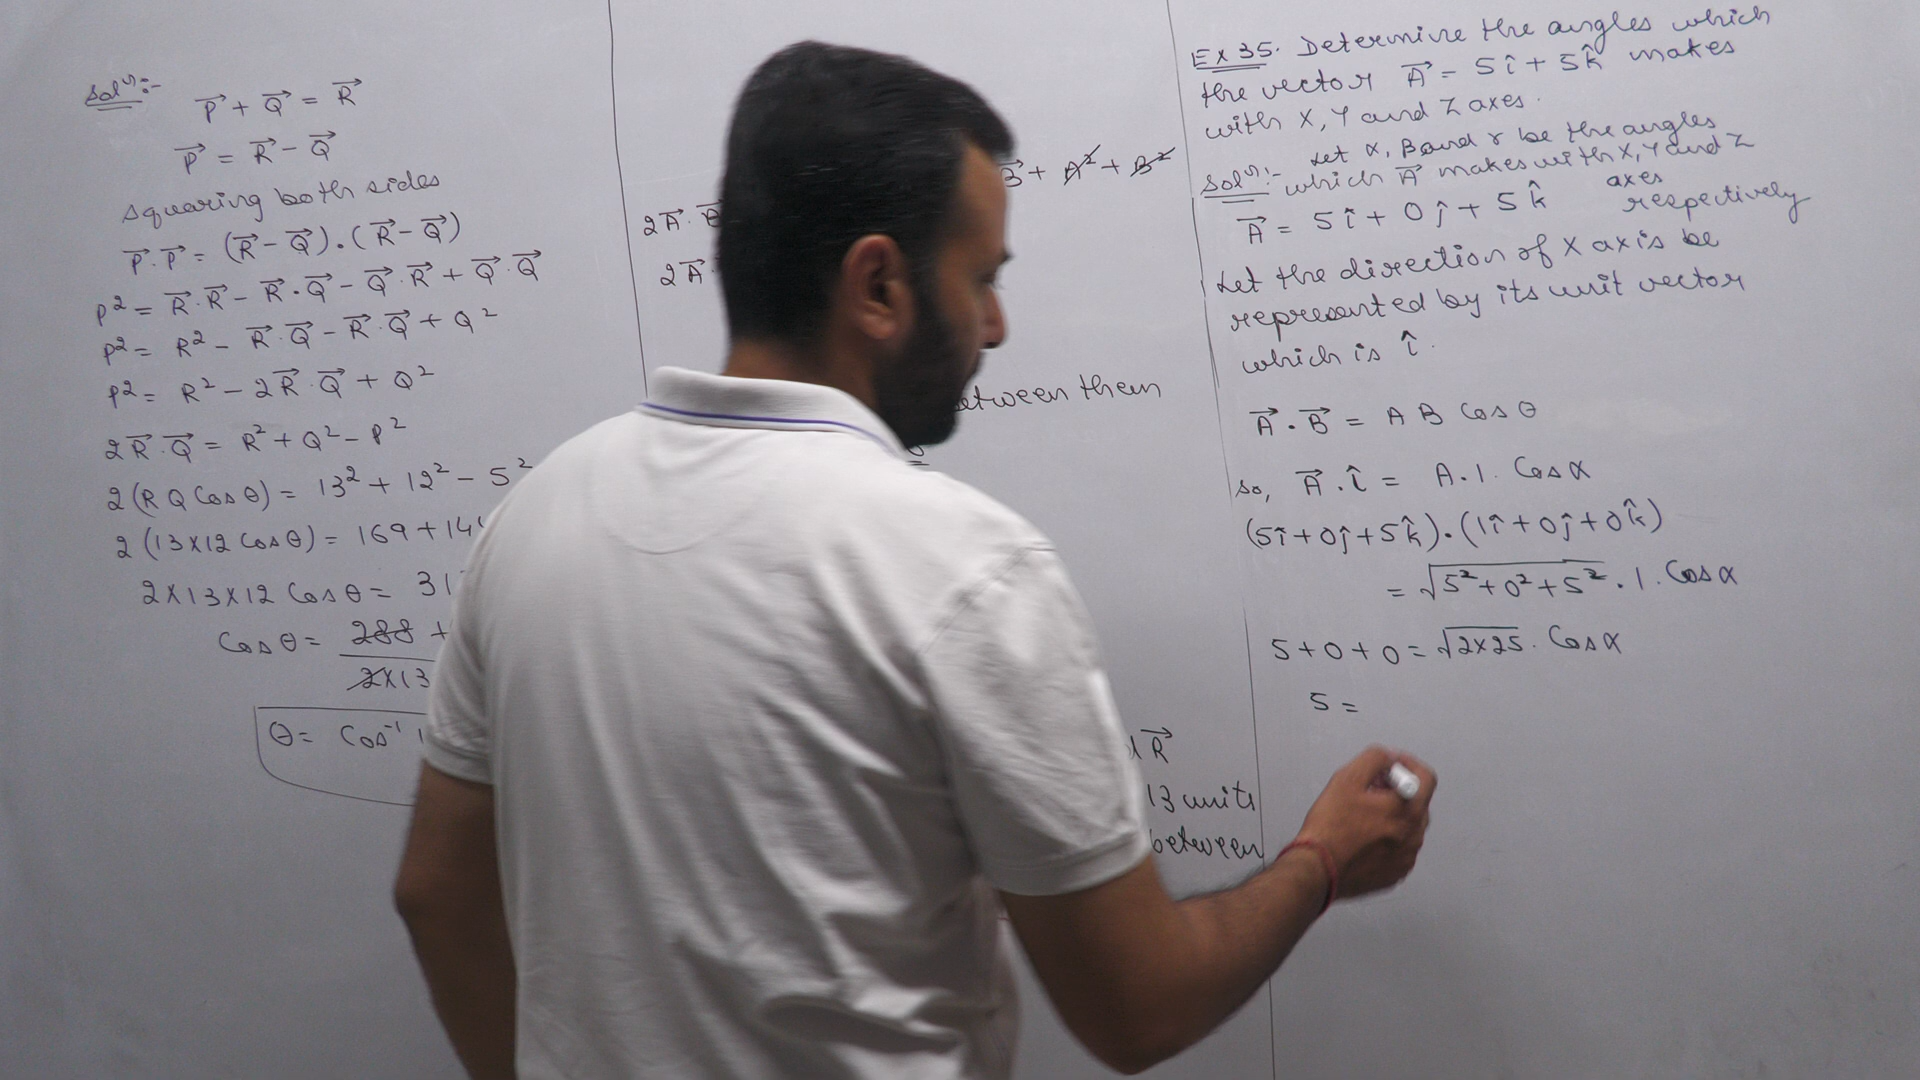 Solⁿ:-
P⃗ + Q⃗ = R⃗
P⃗ = R⃗ - Q⃗
squaring both sides
P⃗.P⃗ = (R⃗ - Q⃗).(R⃗ - Q⃗)
P² = R⃗.R⃗ - R⃗.Q⃗ - Q⃗.R⃗ + Q⃗.Q⃗
P² = R² - R⃗.Q⃗ - R⃗.Q⃗ + Q²
P² = R² - 2R⃗.Q⃗ + Q²
2R⃗.Q⃗ = R² + Q² - P²
2(RQ Cos θ) = 13² + 12² - 5²
2(13×12 Cos θ) = 169 + 14
2×13×12 Cos θ = 31
Cos θ = 288 +
2×13
θ = Cos⁻¹
B⃗ + A² + B²
2A⃗.B
2A⃗.
between them
R⃗
13 units
between
Ex 35. Determine the angles which
the vector A⃗ = 5î + 5k̂ makes
with X, Y and Z axes.
Solⁿ:- Let α, B and r be the angles
which A⃗ makes with X, Y and Z
axes
respectively
A⃗ = 5î + 0ĵ + 5k̂
Let the direction of X axis be
represented by its unit vector
which is î.
A⃗.B⃗ = A B Cos θ
so, A⃗.î = A.1. Cos α
(5î + 0ĵ + 5k̂).(1î + 0ĵ + 0k̂)
= √5² + 0² + 5² . 1. Cos α
5 + 0 + 0 = √2×25 . Cos α
5 =